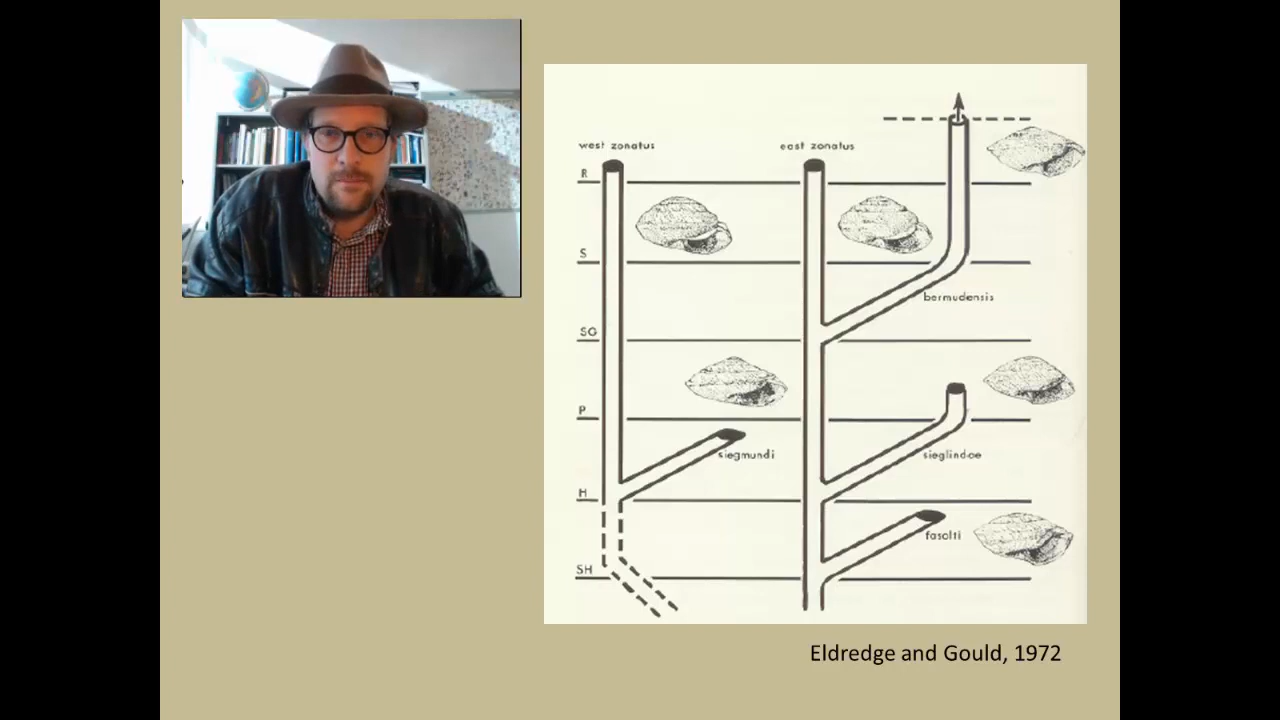 west zonatus
east zonatus
R
S
bermudensis
SG
P
siegmundi
sieglindae
H
fasolti
SH
Eldredge and Gould, 1972